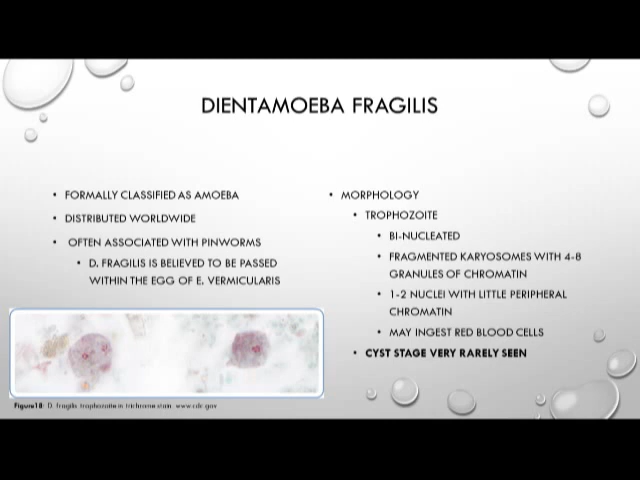 DIENTAMOEBA FRAGILIS
• FORMALLY CLASSIFIED AS AMOEBA
• DISTRIBUTED WORLDWIDE
• OFTEN ASSOCIATED WITH PINWORMS
• D. FRAGILIS IS BELIEVED TO BE PASSED
WITHIN THE EGG OF E. VERMICULARIS
• MORPHOLOGY
• TROPHOZOITE
• BI-NUCLEATED
• FRAGMENTED KARYOSOMES WITH 4-8
GRANULES OF CHROMATIN
• 1-2 NUCLEI WITH LITTLE PERIPHERAL
CHROMATIN
• MAY INGEST RED BLOOD CELLS
• CYST STAGE VERY RARELY SEEN
Figure18: D. fragilis trophozoite in trichrome stain. www.cdc.gov